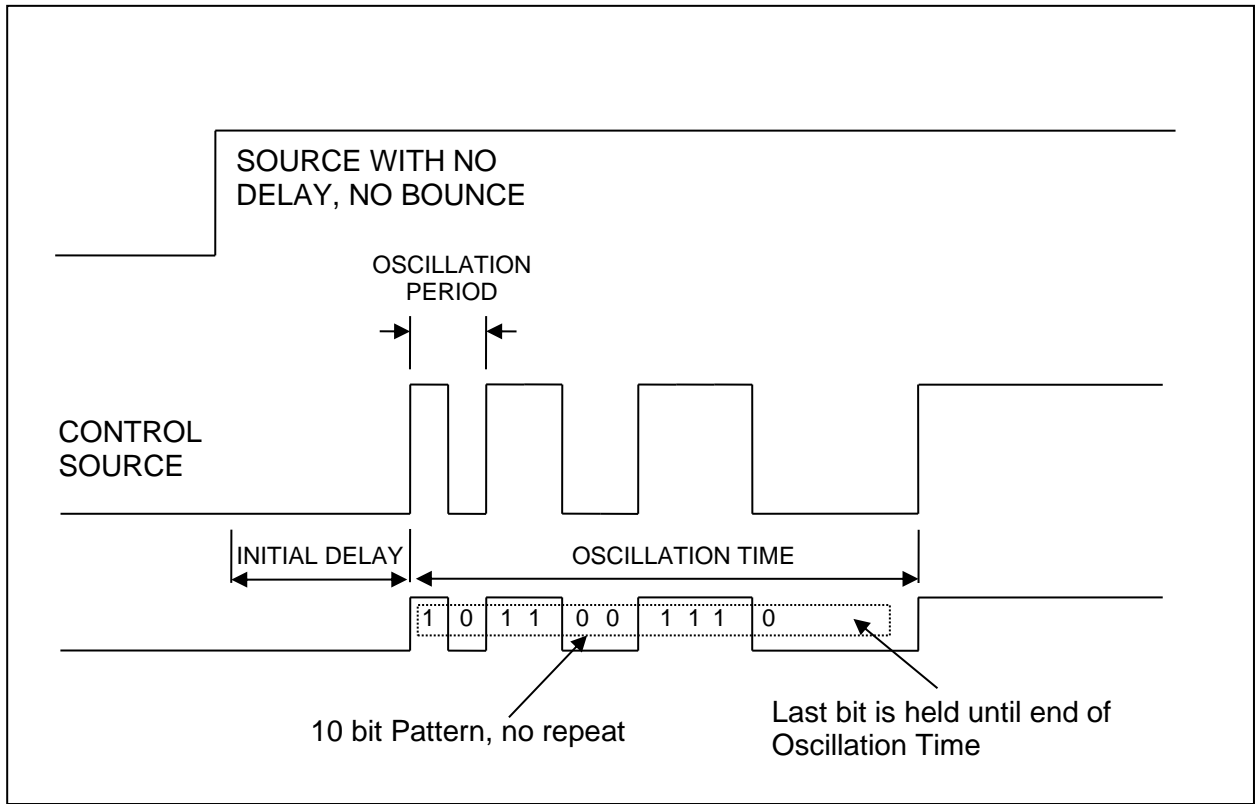 SOURCE WITH NO
DELAY, NO BOUNCE
OSCILLATION
PERIOD
CONTROL
SOURCE
INITIAL DELAY
OSCILLATION TIME
1 0 1 1 0 0 1 1 1 0
10 bit Pattern, no repeat
Last bit is held until end of
Oscillation Time